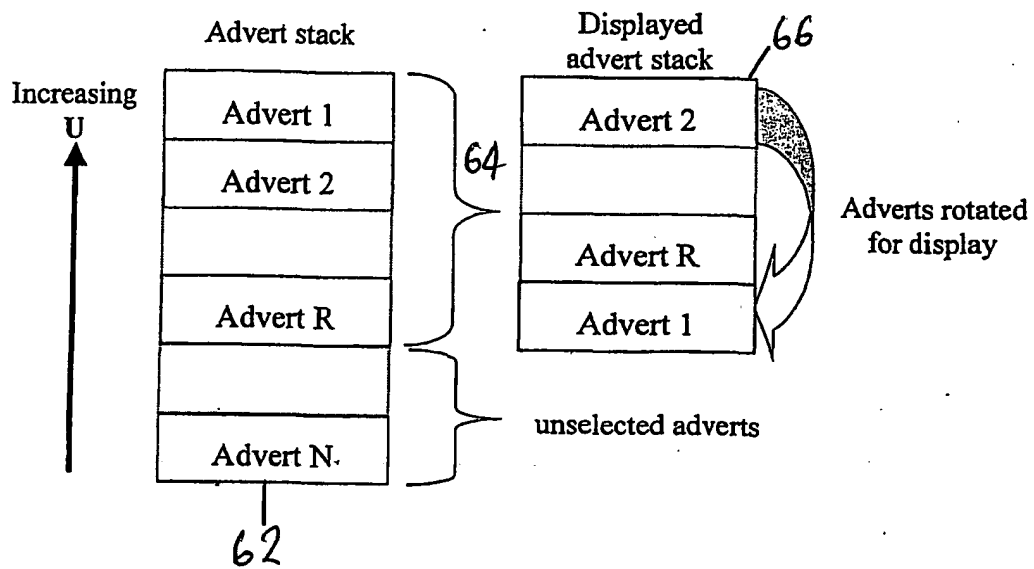 Advert stack
Displayed
advert stack
66
Increasing
U
Advert 1
Advert 2
Advert R
Advert N
64
Advert 2
Advert R
Advert 1
Adverts rotated
for display
unselected adverts
62